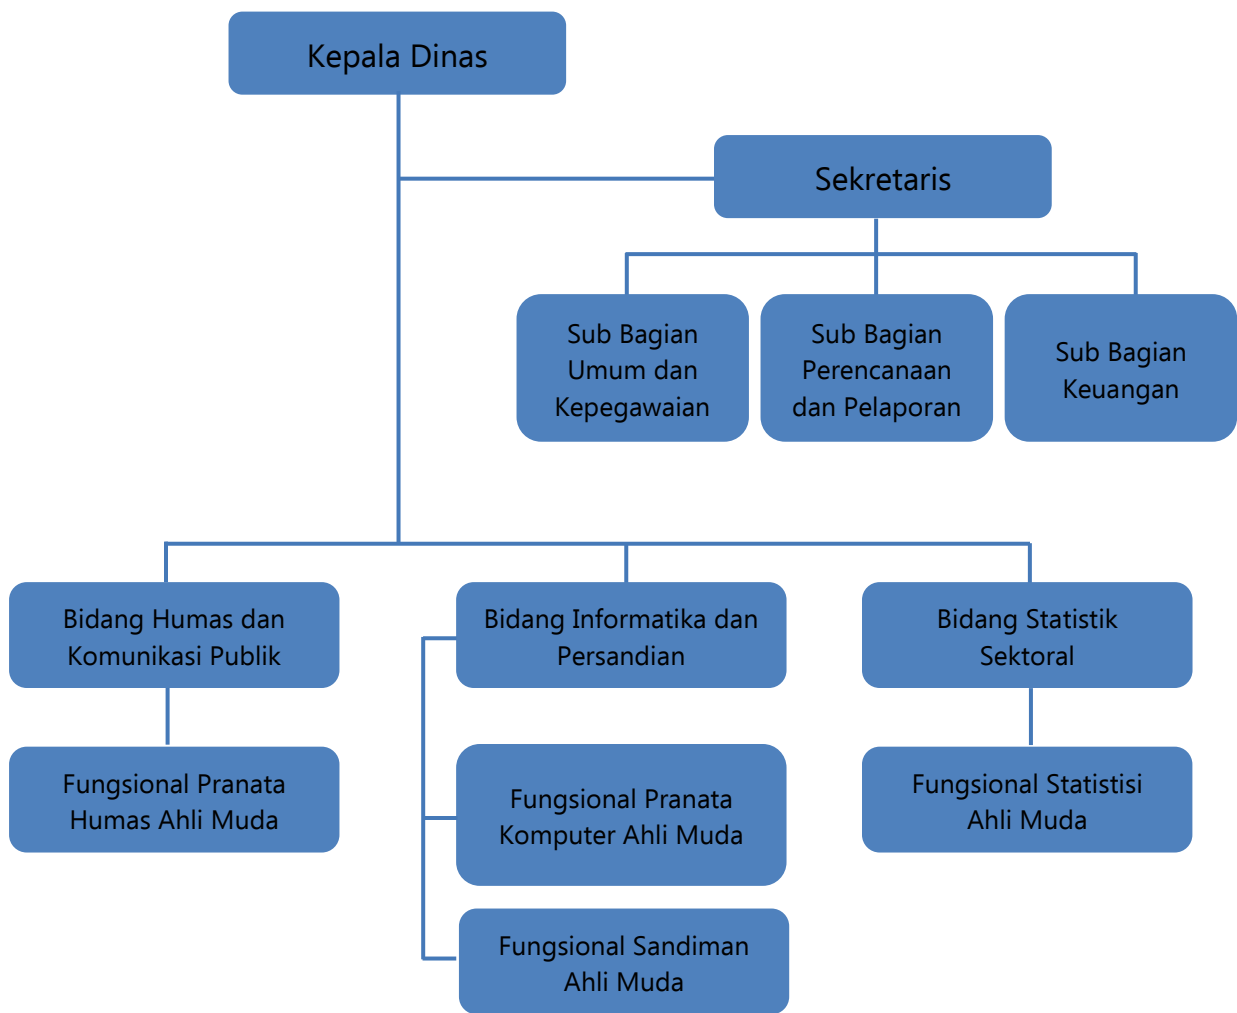 Kepala Dinas
Sekretaris
Sub Bagian
Umum dan
Kepegawaian
Sub Bagian
Perencanaan
dan Pelaporan
Sub Bagian
Keuangan
Bidang Humas dan
Komunikasi Publik
Bidang Informatika dan
Persandian
Bidang Statistik
Sektoral
Fungsional Pranata
Humas Ahli Muda
Fungsional Pranata
Komputer Ahli Muda
Fungsional Statistisi
Ahli Muda
Fungsional Sandiman
Ahli Muda